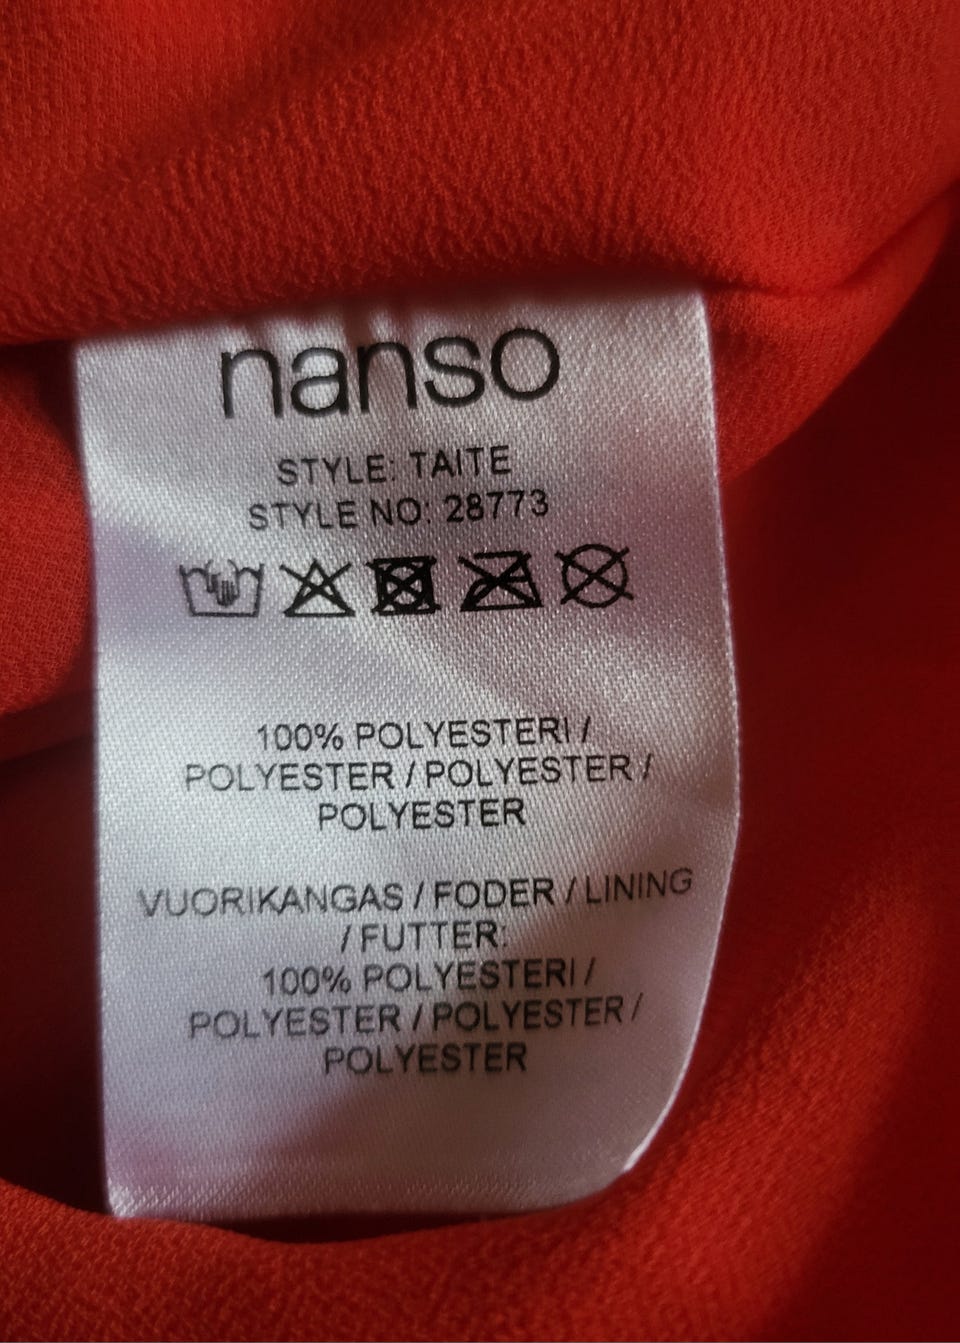 nanso
STYLE: TAITE
STYLE NO: 28773
100% POLYESTERI /
POLYESTER / POLYESTER /
POLYESTER
VUORIKANGAS / FODER / LINING
/ FUTTER:
100% POLYESTERI /
POLYESTER / POLYESTER /
POLYESTER